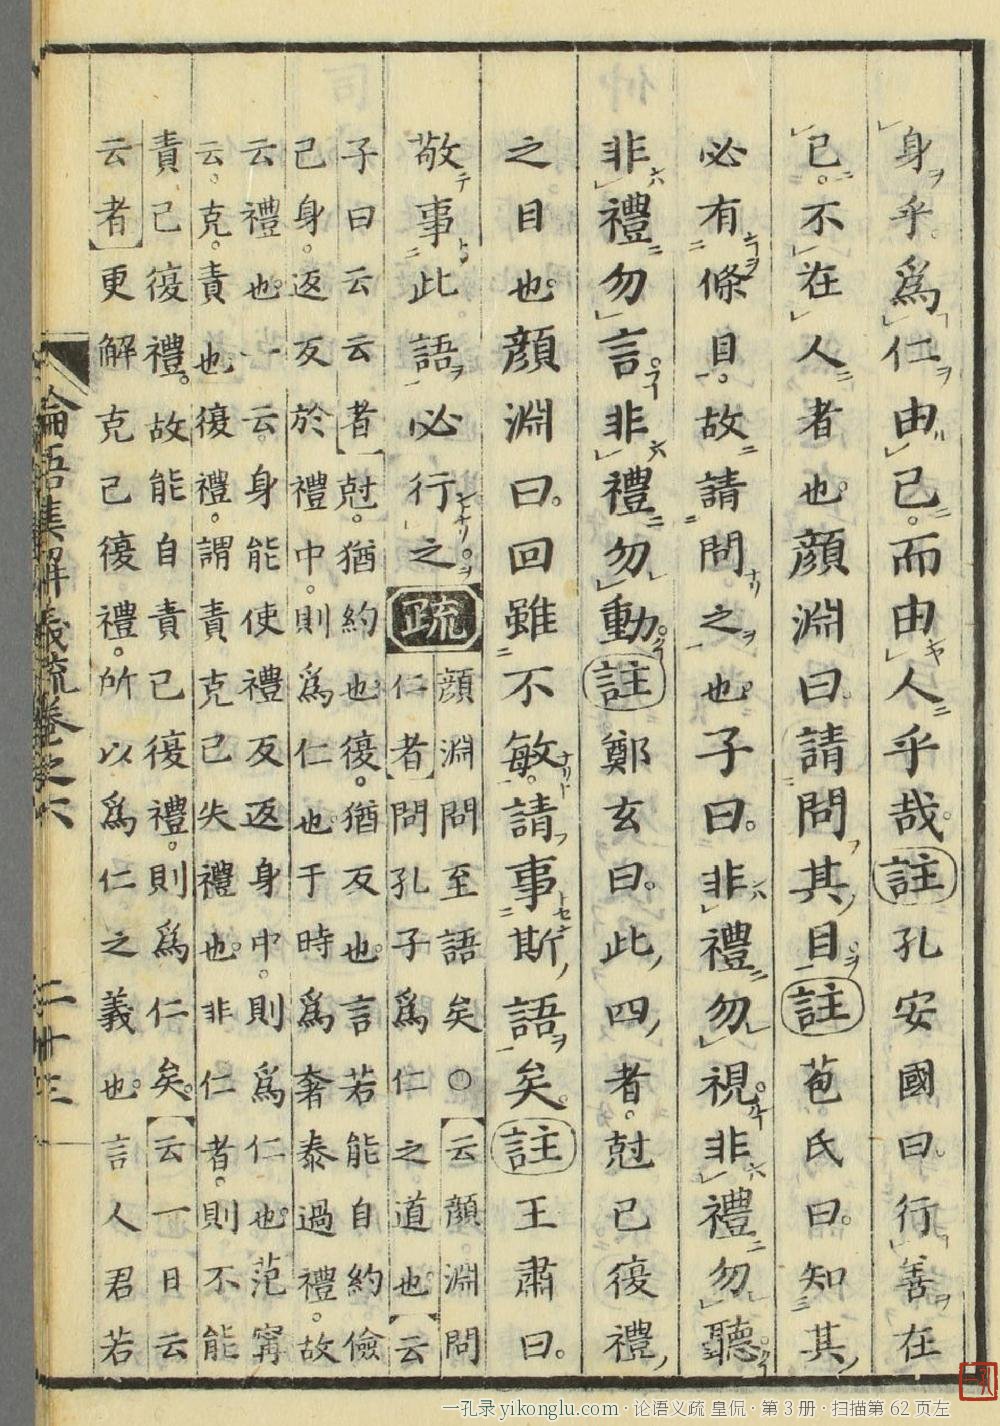 身乎。爲仁由己。而由人乎哉。註孔安國曰。行善在
己。不在人者也。顔淵曰。請問其目。註苞氏曰。知其
必有條目。故請問之也。子曰。非禮勿視。非禮勿聽。
非禮勿言。非禮勿動。註鄭玄曰。此四者。尅己復禮
之目也。顔淵曰。回雖不敏。請事斯語矣。註王肅曰。
敬事此語必行之。疏
顔淵問至語矣○云顔淵問
仁者問孔子爲仁之道也。云
子曰云云者尅。猶約也。復。猶反也。言若能自約儉
己身。返反於禮中。則爲仁也。于時爲奢泰過禮。故
云禮也。一云。身能使禮反返身中。則爲仁也。范甯
云。克。責也復禮。謂責克己失禮也。非仁者。則不能
責己復禮。故能自責己復禮。則爲仁矣。云一日云
云者更解克己復禮。所以爲仁之義也。言人君若
論語集解義疏卷之六
二十三
一孔录 yikonglu.com · 论语义疏 皇侃 · 第 3 册 · 扫描第 62 页左